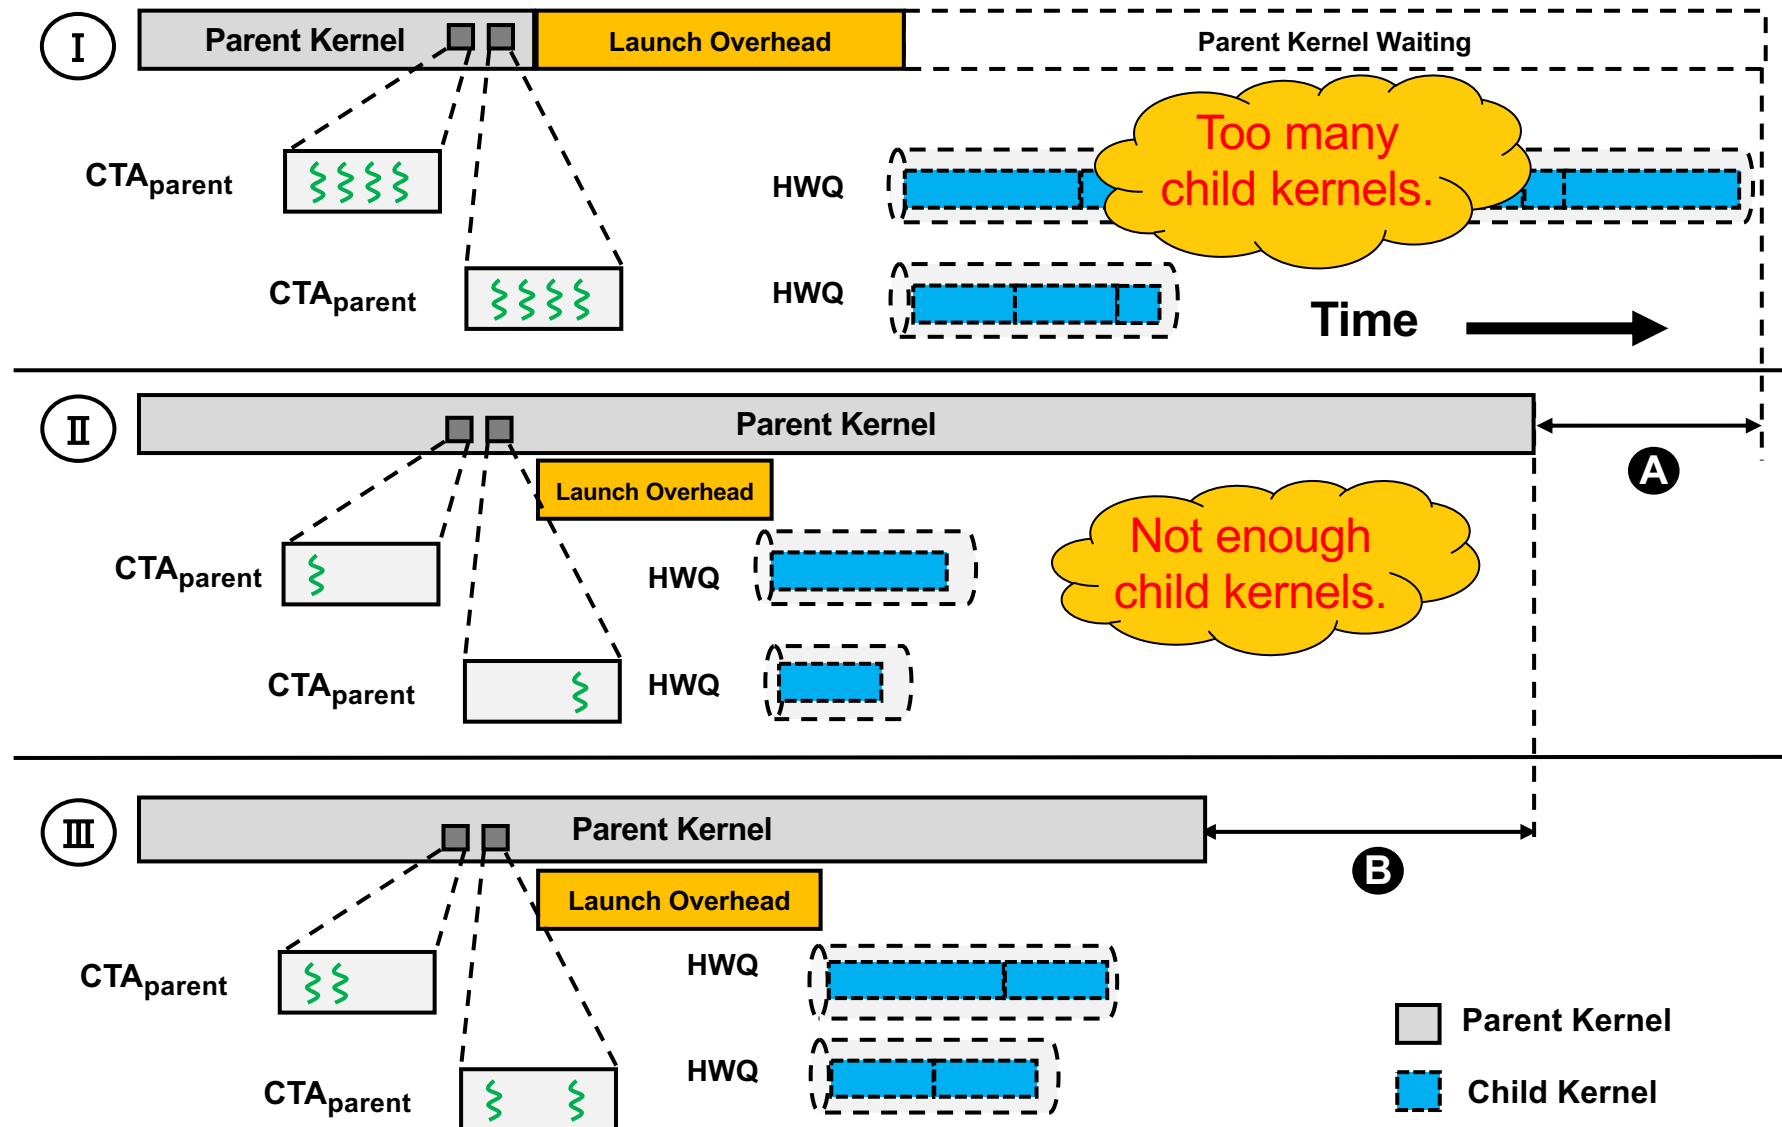 I
Parent Kernel
Launch Overhead
Parent Kernel Waiting
Too many
child kernels.
CTAparent
HWQ
CTAparent
HWQ
Time
II
Parent Kernel
A
Launch Overhead
Not enough
child kernels.
CTAparent
HWQ
CTAparent
HWQ
III
Parent Kernel
B
Launch Overhead
CTAparent
HWQ
CTAparent
HWQ
Parent Kernel
Child Kernel